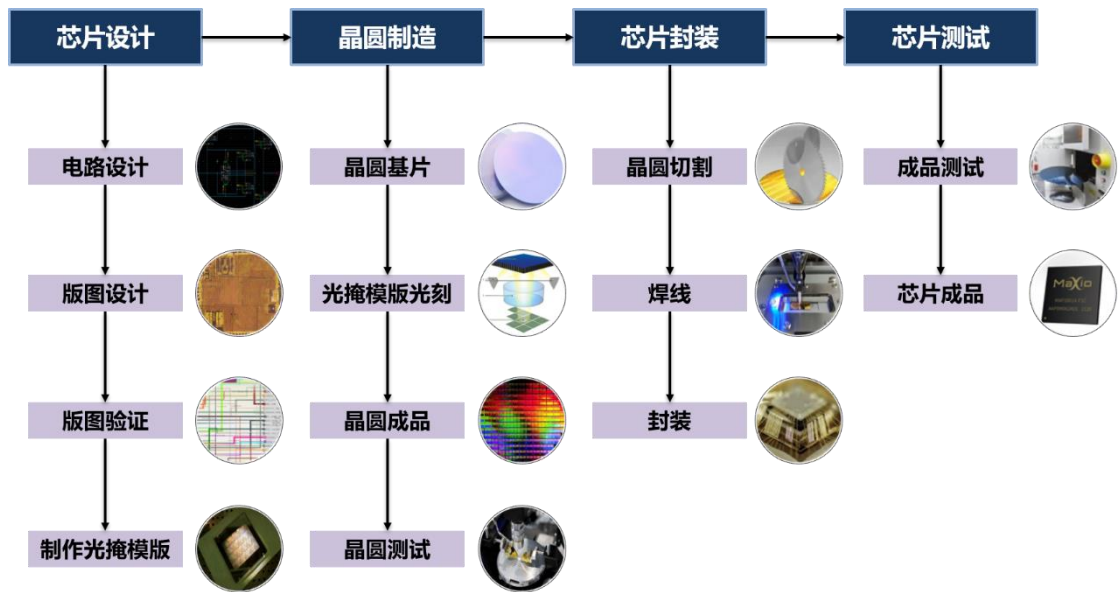 芯片设计
晶圆制造
芯片封装
芯片测试
电路设计
晶圆基片
晶圆切割
成品测试
版图设计
光掩模版光刻
焊线
芯片成品
MaXio
版图验证
晶圆成品
封装
制作光掩模版
晶圆测试